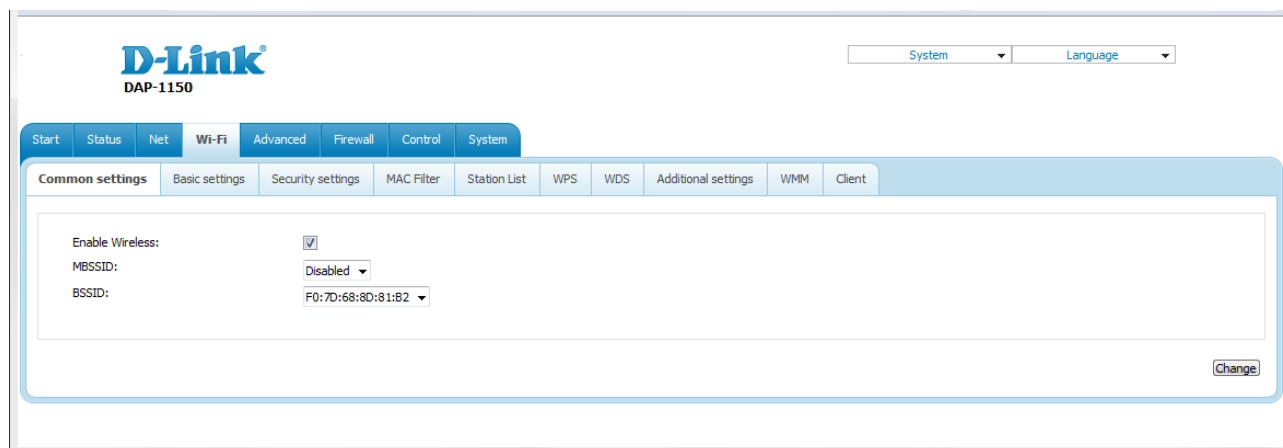 D-Link®
DAP-1150
System Language
Start Status Net Wi-Fi Advanced Firewall Control System
Common settings Basic settings Security settings MAC Filter Station List WPS WDS Additional settings WMM Client
Enable Wireless:
MBSSID: Disabled
BSSID: F0:7D:68:8D:81:B2
Change